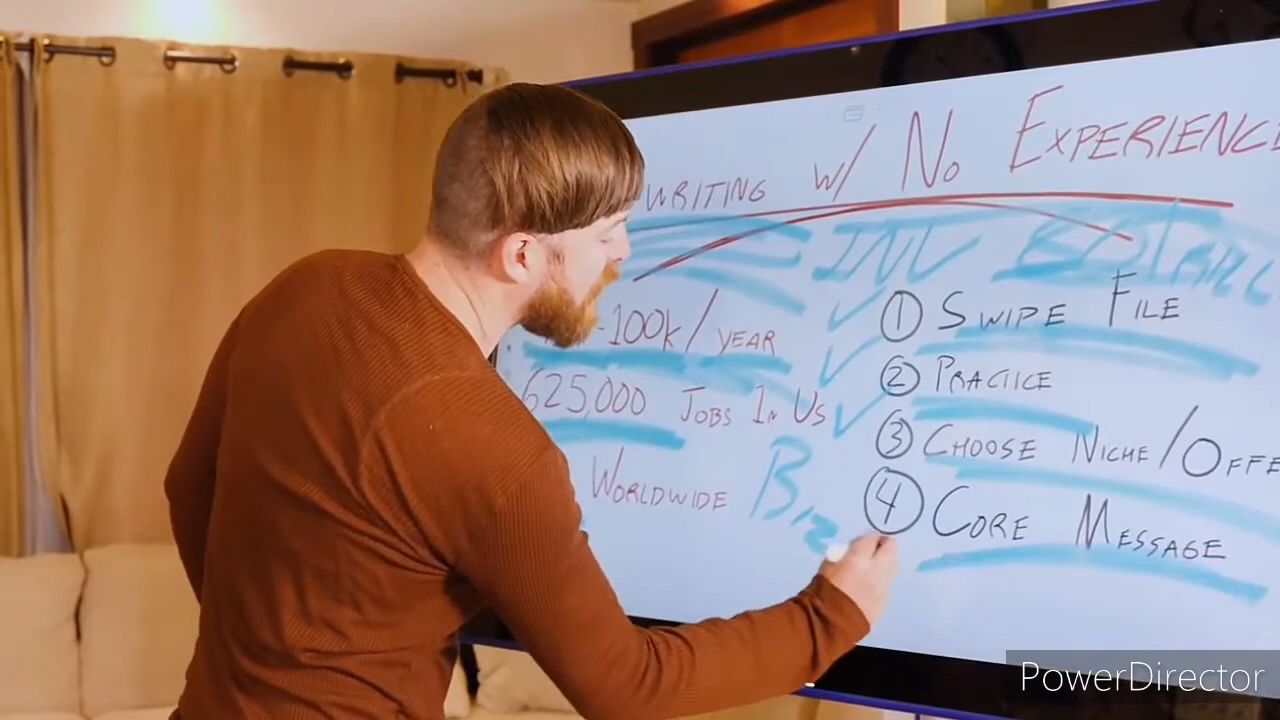 WRITING W/ NO EXPERIENCE
-100K/YEAR
625,000 JOBS IN US
WORLDWIDE BIZ
① SWIPE FILE
② PRACTICE
③ CHOOSE NICHE/OFFE
④ CORE MESSAGE
PowerDirector